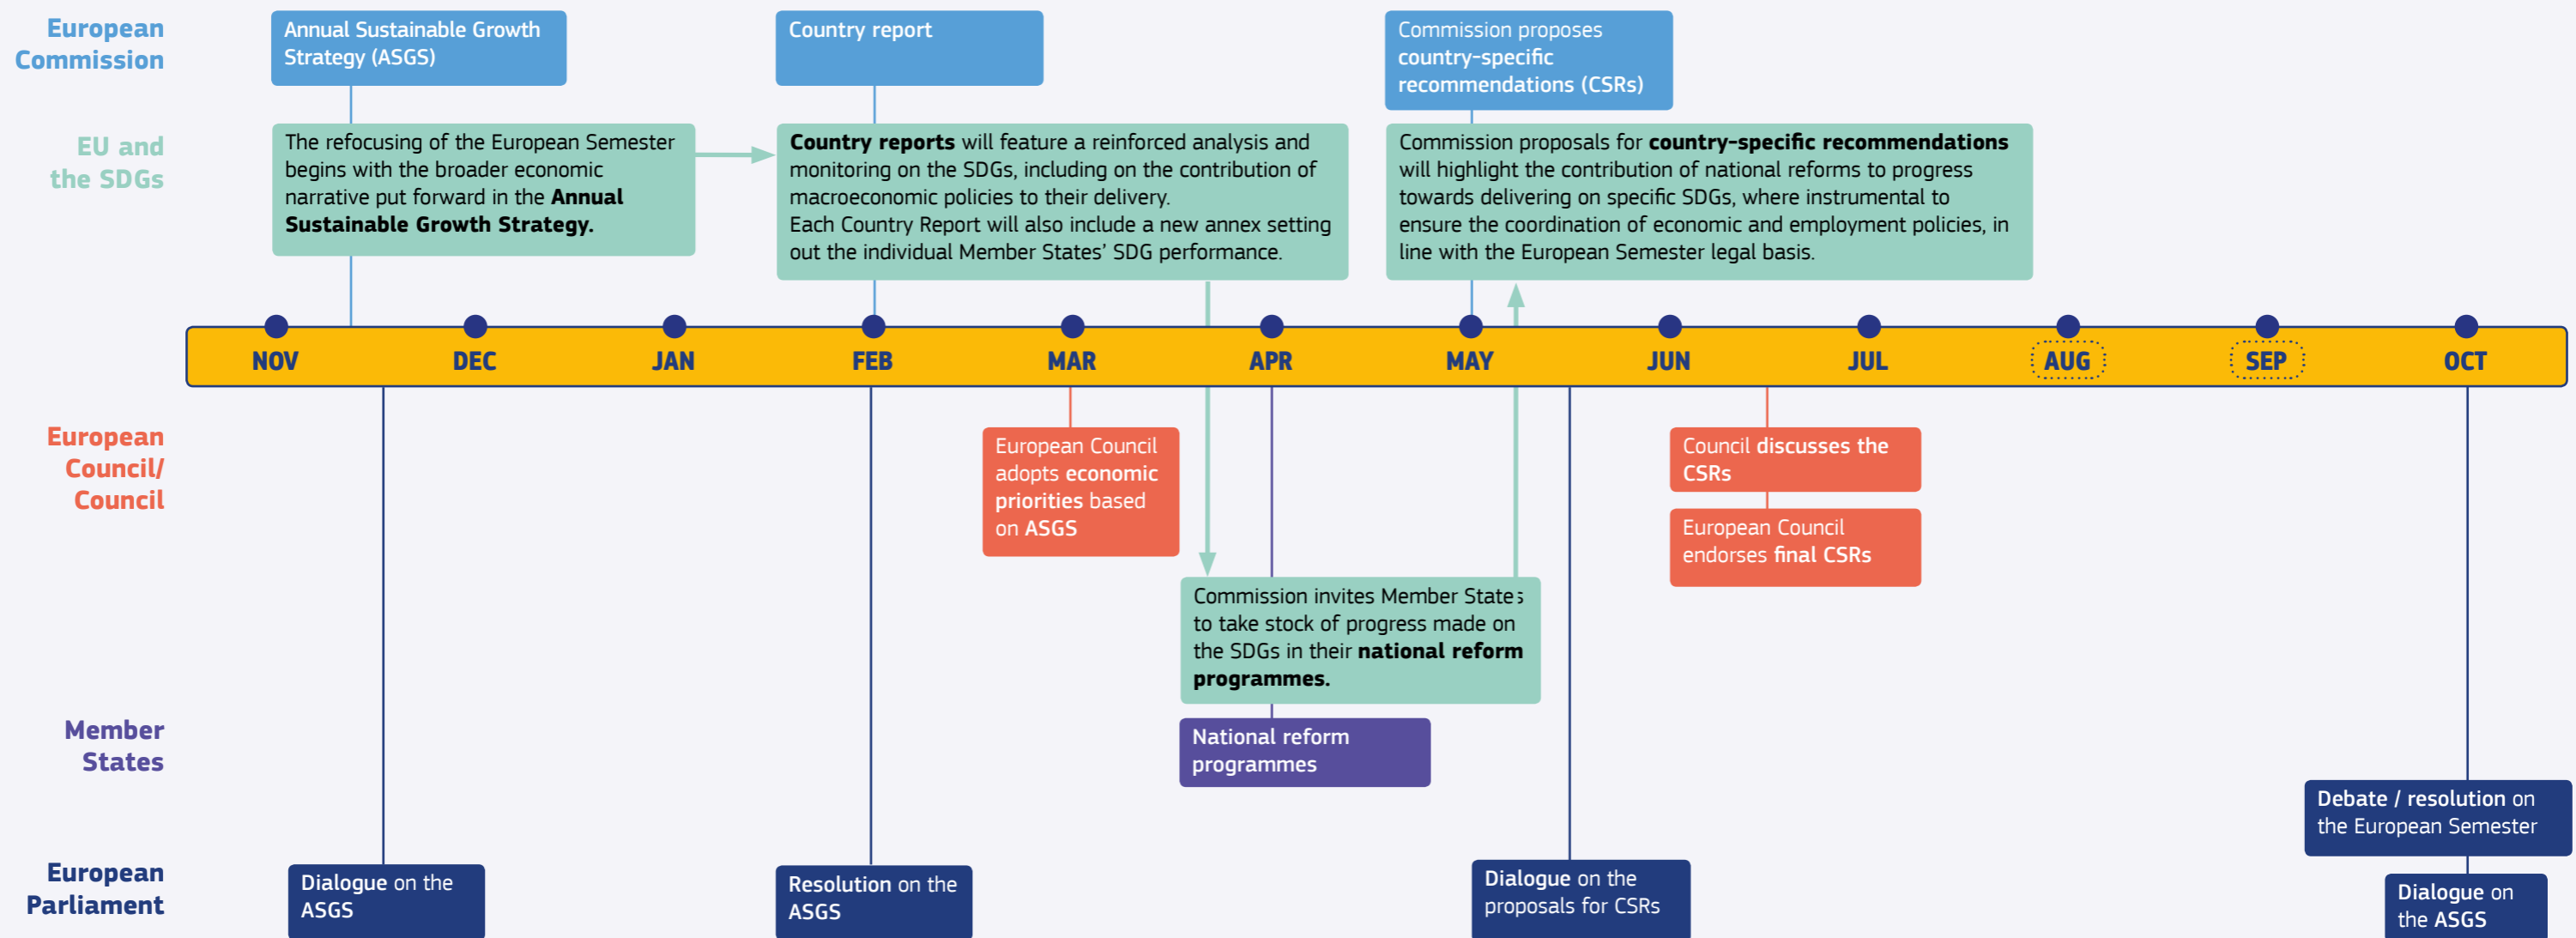 European
Commission
Annual Sustainable Growth
Strategy (ASGS)
Country report
Commission proposes
country-specific
recommendations (CSRs)
EU and
the SDGs
The refocusing of the European Semester
begins with the broader economic
narrative put forward in the Annual
Sustainable Growth Strategy.
Country reports will feature a reinforced analysis and
monitoring on the SDGs, including on the contribution of
macroeconomic policies to their delivery.
Each Country Report will also include a new annex setting
out the individual Member States' SDG performance.
Commission proposals for country-specific recommendations
will highlight the contribution of national reforms to progress
towards delivering on specific SDGs, where instrumental to
ensure the coordination of economic and employment policies, in
line with the European Semester legal basis.
NOV
DEC
JAN
FEB
MAR
APR
MAY
JUN
JUL
AUG
SEP
OCT
European
Council/
Council
European Council
adopts economic
priorities based
on ASGS
Council discusses the
CSRs
European Council
endorses final CSRs
Commission invites Member States
to take stock of progress made on
the SDGs in their national reform
programmes.
Member
States
National reform
programmes
European
Parliament
Dialogue on the
ASGS
Resolution on the
ASGS
Dialogue on the
proposals for CSRs
Debate / resolution on
the European Semester
Dialogue on
the ASGS